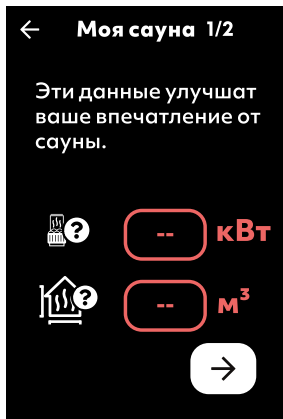 Моя сауна 1/2
Эти данные улучшат
ваше впечатление от
сауны.
? -- кВт
? -- м³